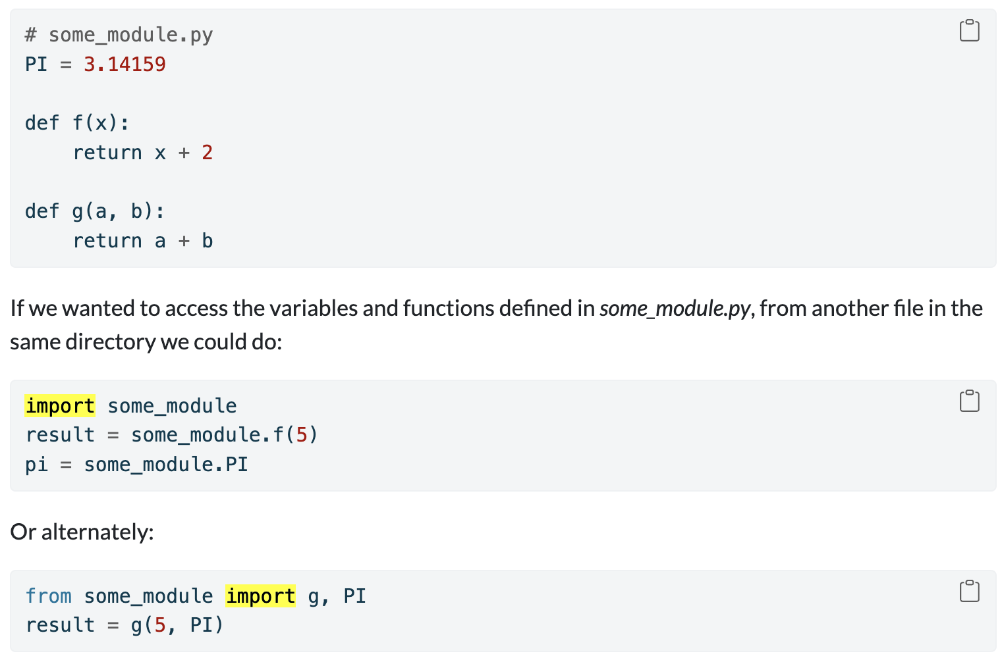 # some_module.py
PI = 3.14159
def f(x):
    return x + 2
def g(a, b):
    return a + b
If we wanted to access the variables and functions defined in some_module.py, from another file in the
same directory we could do:
import some_module
result = some_module.f(5)
pi = some_module.PI
Or alternately:
from some_module import g, PI
result = g(5, PI)